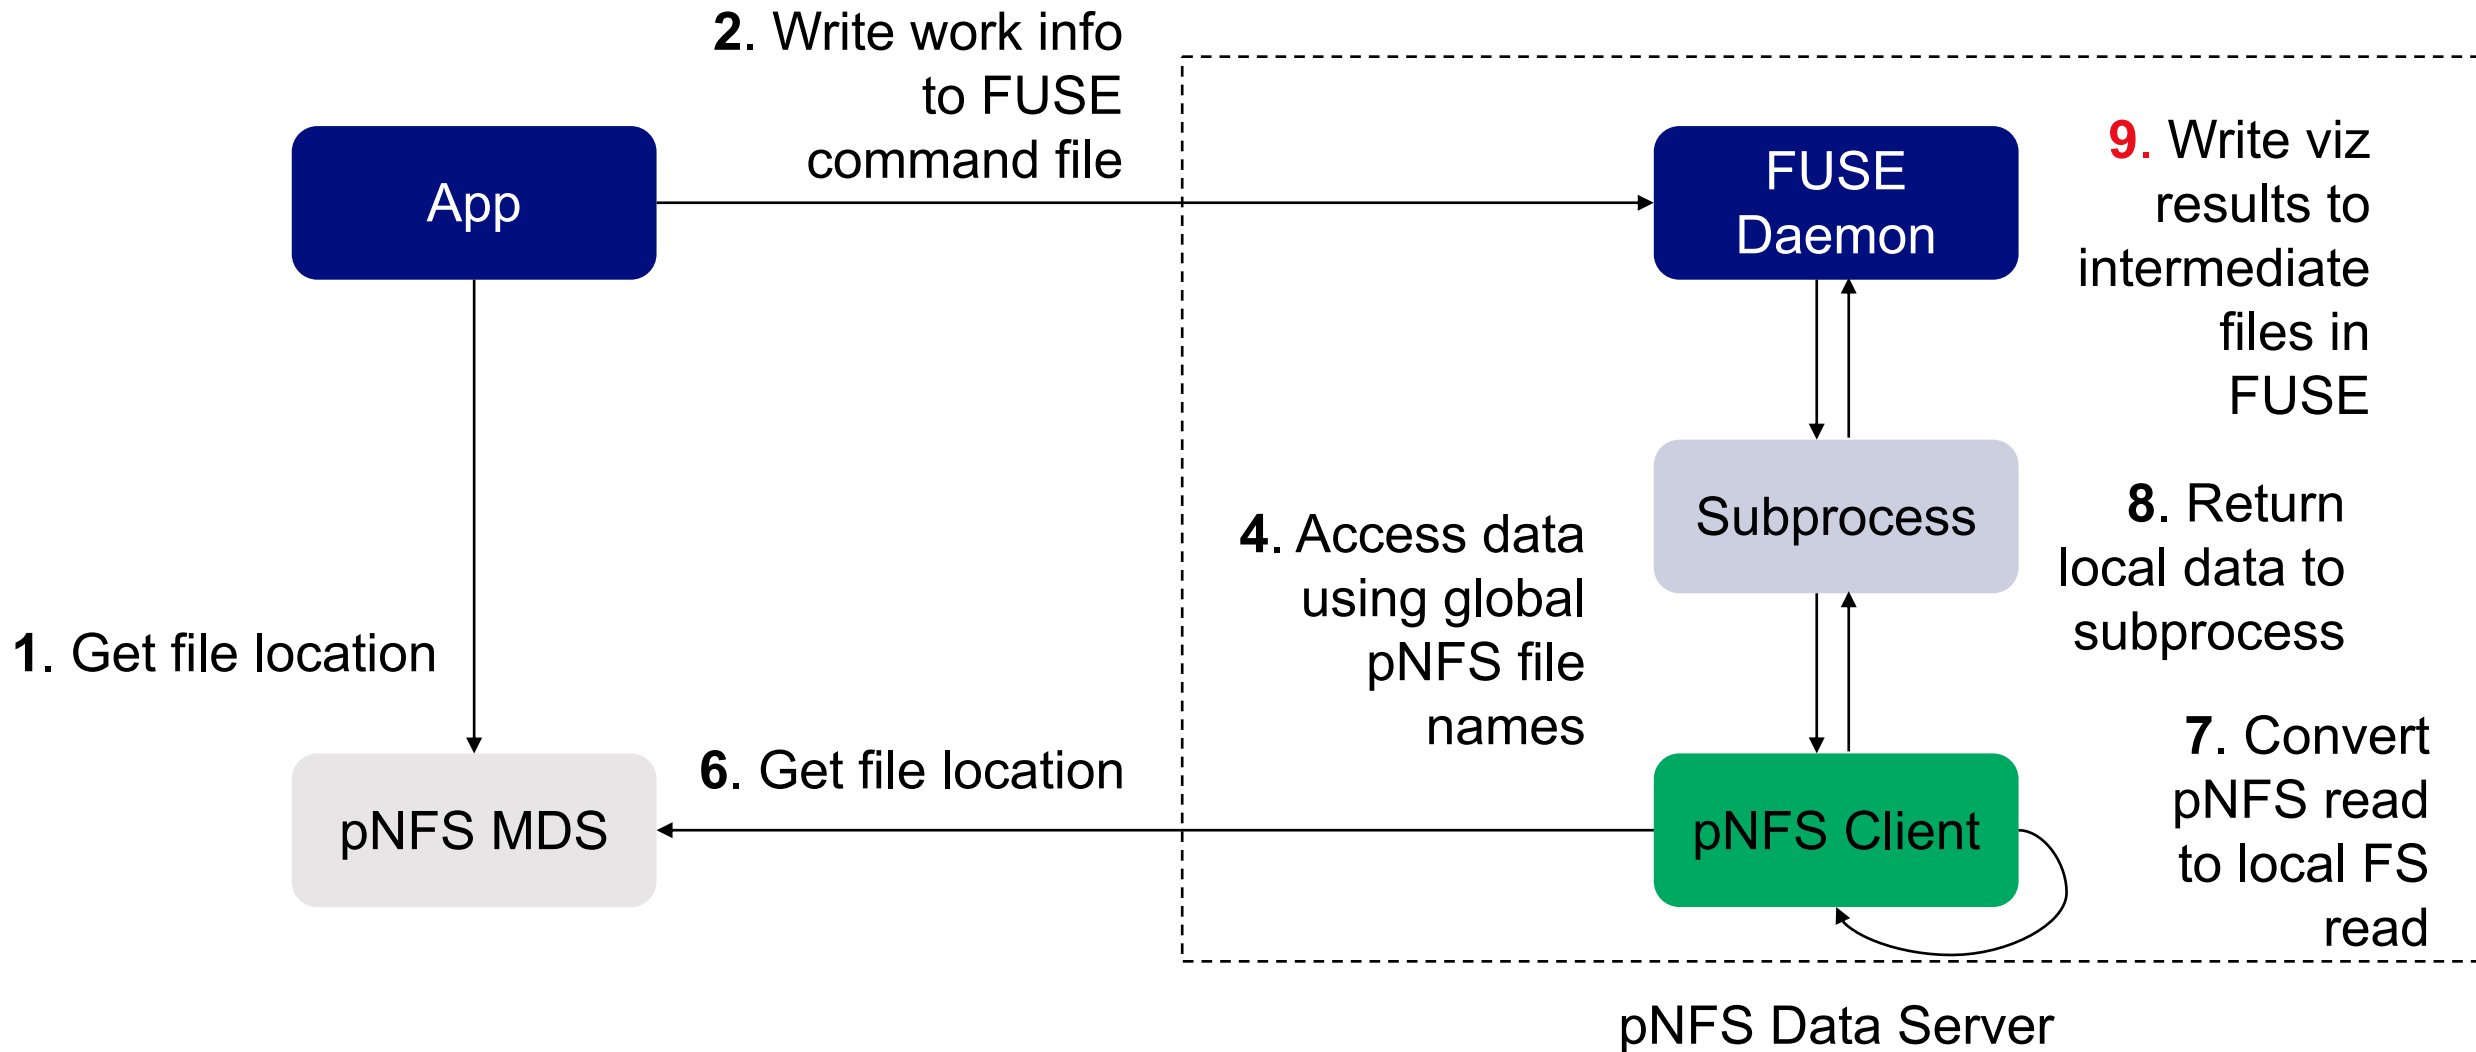 2. Write work info
to FUSE
command file
App
FUSE
Daemon
9. Write viz
results to
intermediate
files in
FUSE
Subprocess
8. Return
local data to
subprocess
4. Access data
using global
pNFS file
names
1. Get file location
6. Get file location
pNFS MDS
pNFS Client
7. Convert
pNFS read
to local FS
read
pNFS Data Server